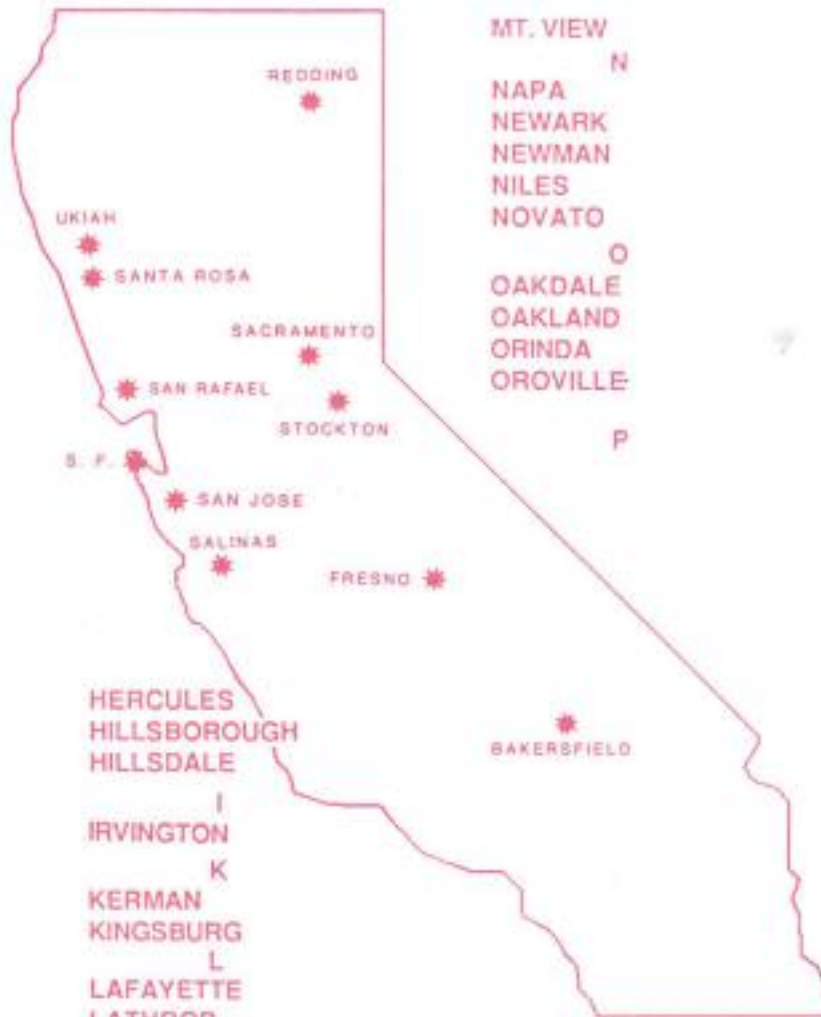 MT. VIEW
N
NAPA
NEWARK
NEWMAN
NILES
NOVATO
O
OAKDALE
OAKLAND
ORINDA
OROVILLE
P
REDDING
UKIAH
SANTA ROSA
SACRAMENTO
SAN RAFAEL
STOCKTON
S. F.
SAN JOSE
SALINAS
FRESNO
BAKERSFIELD
HERCULES
HILLSBOROUGH
HILLSDALE
I
IRVINGTON
K
KERMAN
KINGSBURG
L
LAFAYETTE
LATHROP